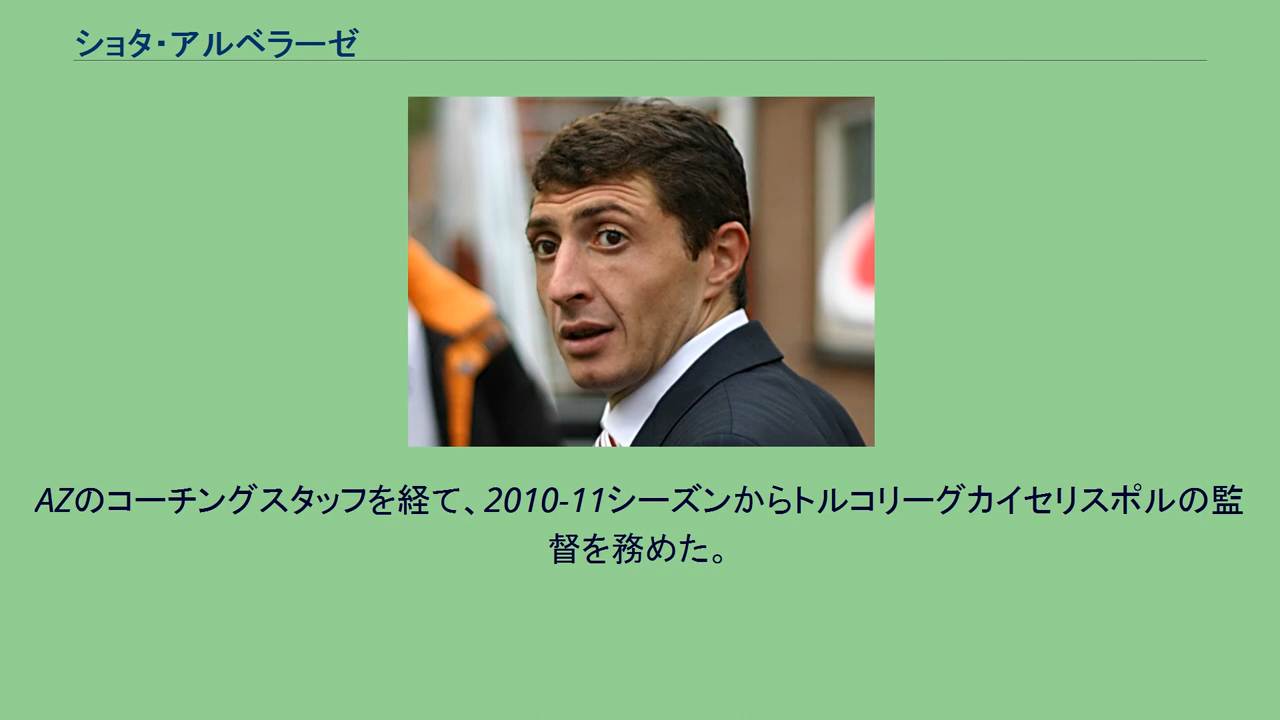 ショタ・アルベラーゼ
AZのコーチングスタッフを経て、2010-11シーズンからトルコリーグカイセリスポルの監
督を務めた。